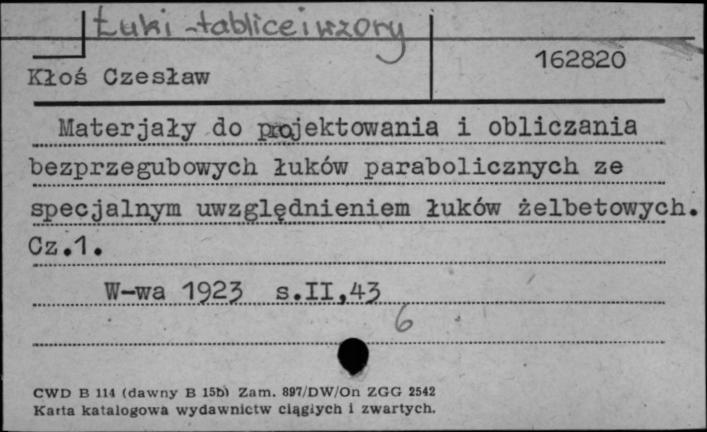 Łuki - tablice i wzory
162820
Kłoś Czesław
Materjały do projektowania i obliczania
bezprzegubowych łuków parabolicznych ze
specjalnym uwzględnieniem łuków żelbetowych.
Cz.1.
W-wa 1923 s.II,43
6
CWD B 114 (dawny B 15b) Zam. 897/DW/On ZGG 2542
Karta katalogowa wydawnictw ciągłych i zwartych.